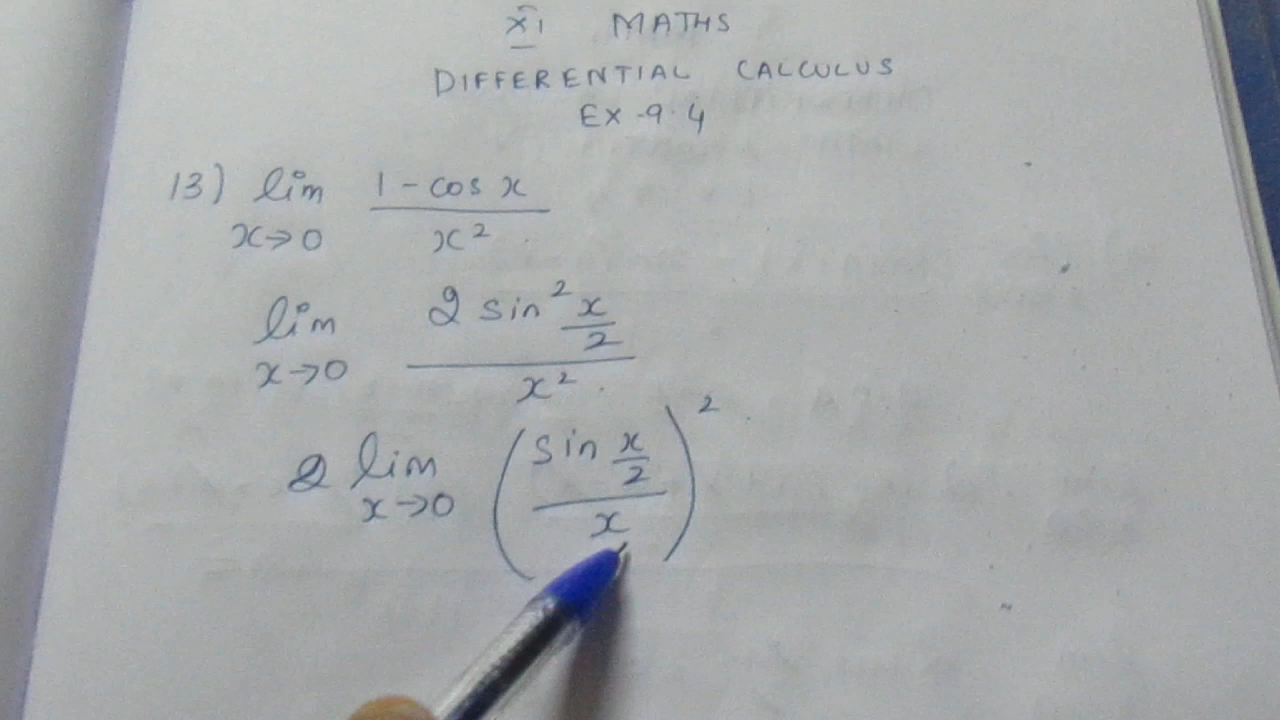 XI MATHS
DIFFERENTIAL CALCULUS
EX-9.4
13) lim x→0 (1 - cos x) / x²
lim x→0 (2 sin² x/2) / x²
2 lim x→0 ((sin x/2) / x)²